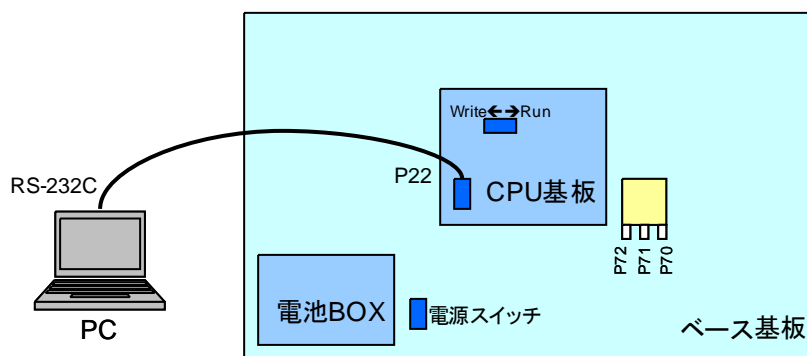 Write Run
RS-232C
P22
CPU基板
P72
P71
P70
電池BOX
電源スイッチ
PC
ベース基板